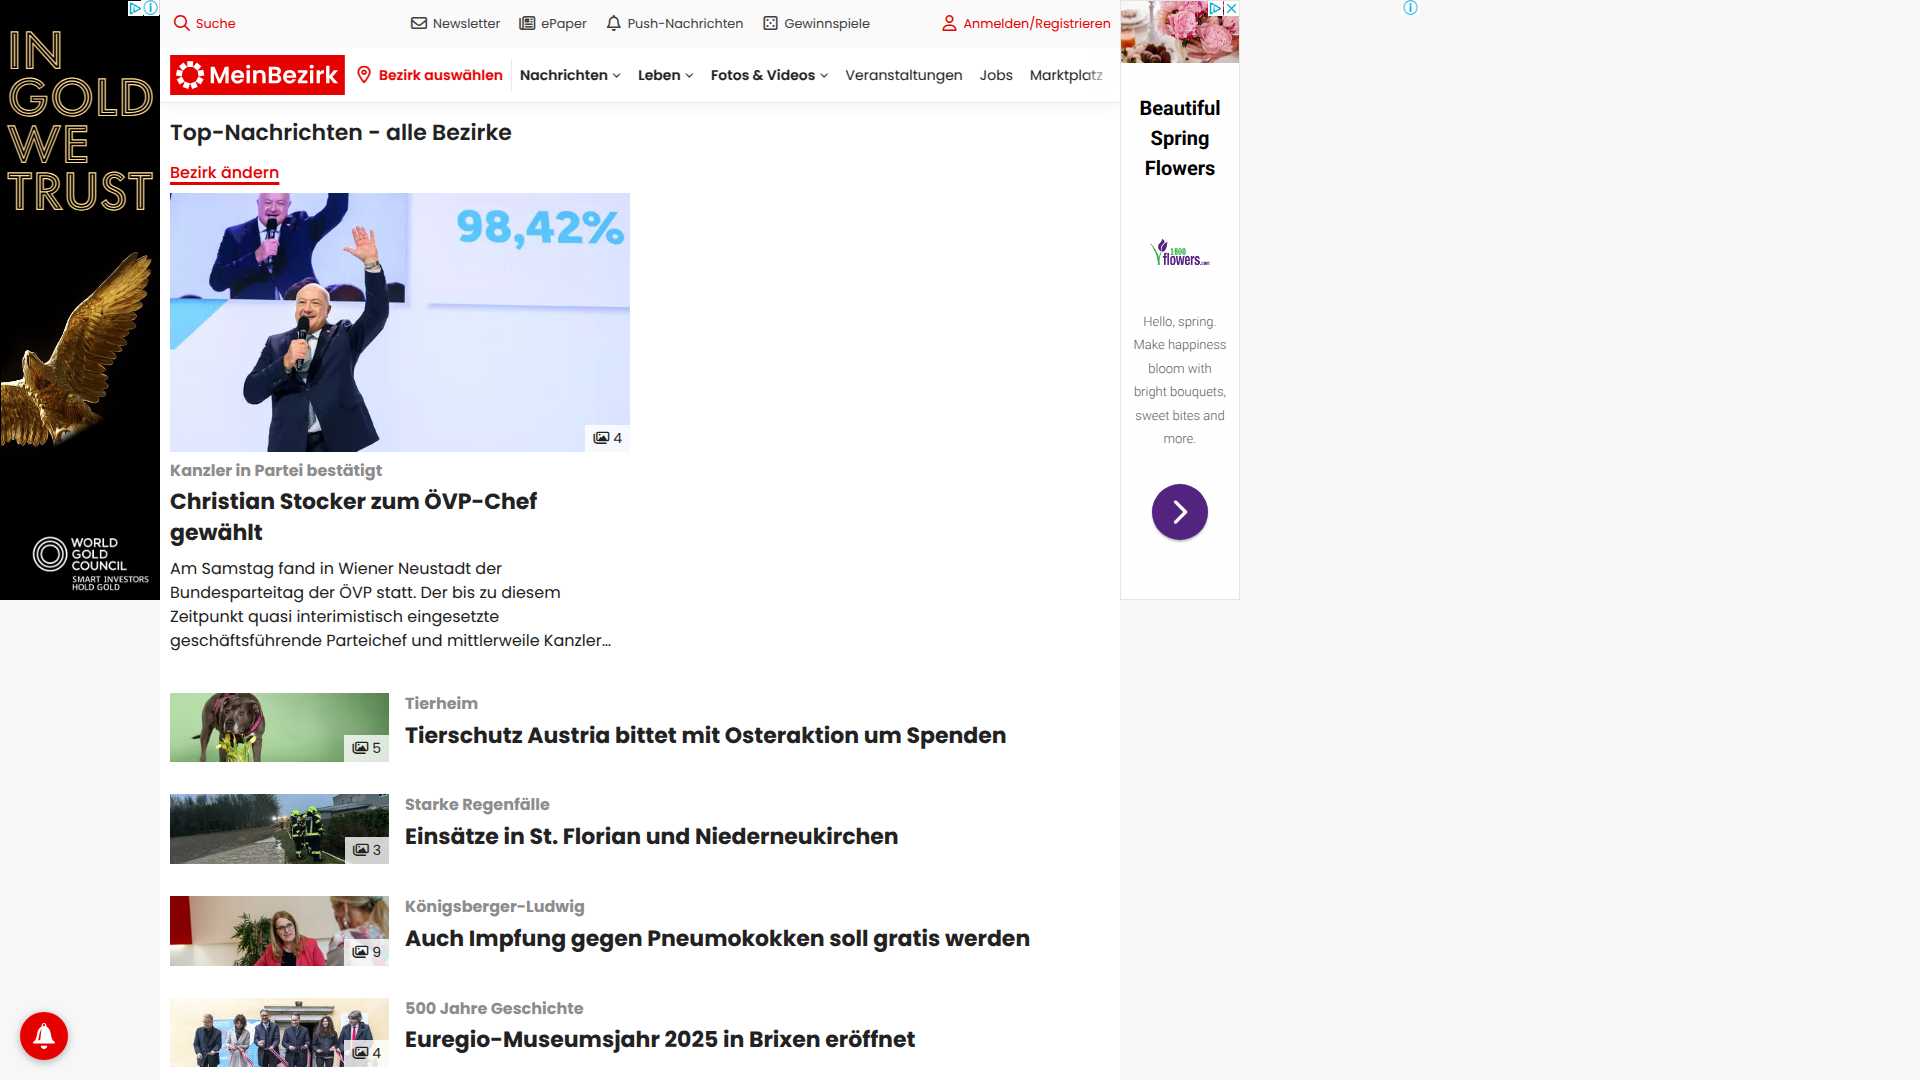 IN
GOLD
WE
TRUST
WORLD
GOLD
COUNCIL
SMART INVESTORS
HOLD GOLD
Suche
Newsletter
ePaper
Push-Nachrichten
Gewinnspiele
Anmelden/Registrieren
MeinBezirk
Bezirk auswählen
Nachrichten
Leben
Fotos & Videos
Veranstaltungen
Jobs
Marktplatz
Top-Nachrichten - alle Bezirke
Bezirk ändern
98,42%
4
Kanzler in Partei bestätigt
Christian Stocker zum ÖVP-Chef
gewählt
Am Samstag fand in Wiener Neustadt der
Bundesparteitag der ÖVP statt. Der bis zu diesem
Zeitpunkt quasi interimistisch eingesetzte
geschäftsführende Parteichef und mittlerweile Kanzler...
5
Tierheim
Tierschutz Austria bittet mit Osteraktion um Spenden
3
Starke Regenfälle
Einsätze in St. Florian und Niederneukirchen
9
Königsberger-Ludwig
Auch Impfung gegen Pneumokokken soll gratis werden
4
500 Jahre Geschichte
Euregio-Museumsjahr 2025 in Brixen eröffnet
Beautiful
Spring
Flowers
1800
flowers.com
Hello, spring.
Make happiness
bloom with
bright bouquets,
sweet bites and
more.